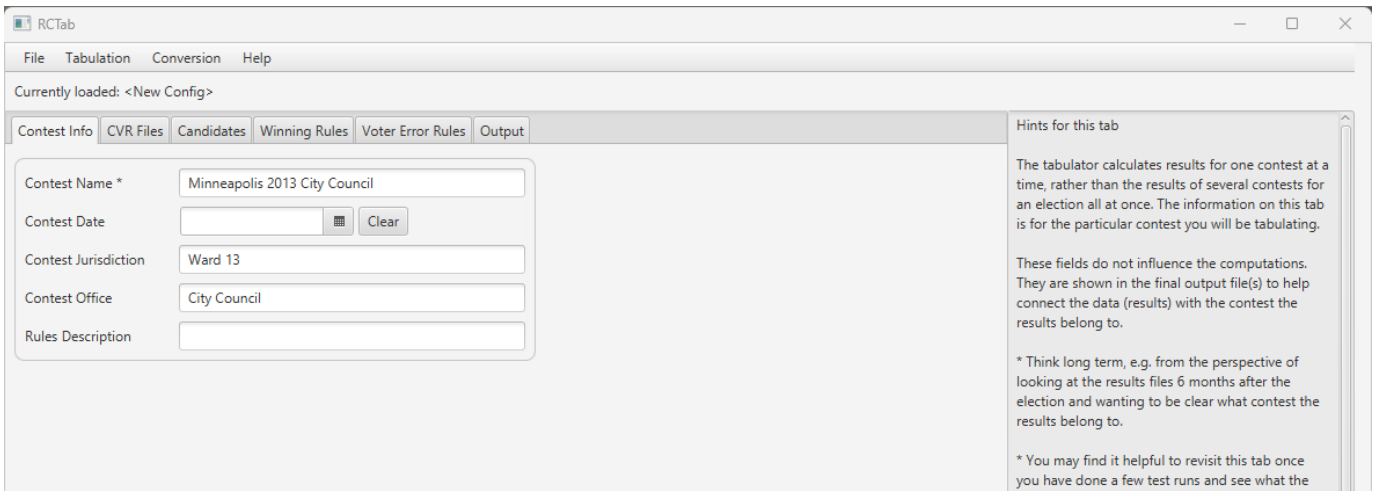 RCTab
File Tabulation Conversion Help
Currently loaded: <New Config>
Contest Info CVR Files Candidates Winning Rules Voter Error Rules Output
Contest Name * Minneapolis 2013 City Council
Contest Date Clear
Contest Jurisdiction Ward 13
Contest Office City Council
Rules Description
Hints for this tab
The tabulator calculates results for one contest at a
time, rather than the results of several contests for
an election all at once. The information on this tab
is for the particular contest you will be tabulating.
These fields do not influence the computations.
They are shown in the final output file(s) to help
connect the data (results) with the contest the
results belong to.
* Think long term, e.g. from the perspective of
looking at the results files 6 months after the
election and wanting to be clear what contest the
results belong to.
* You may find it helpful to revisit this tab once
you have done a few test runs and see what the